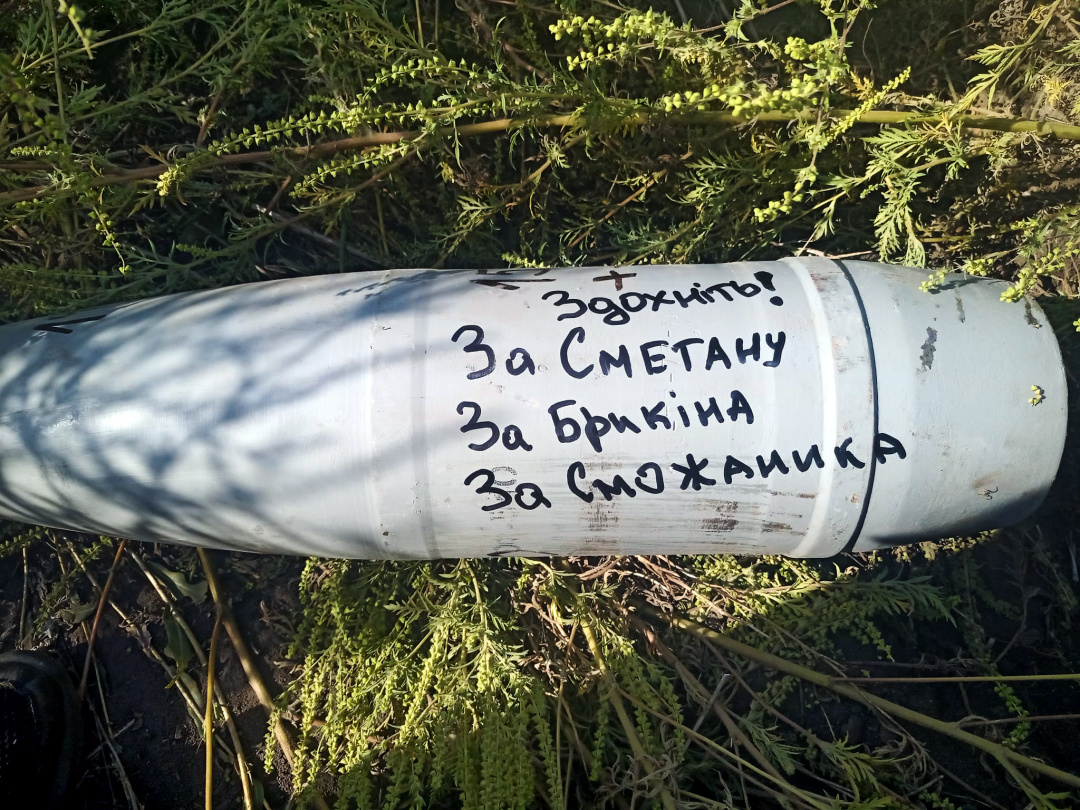 Здохніть!
За Сметану
За Брикіна
За Сможаника